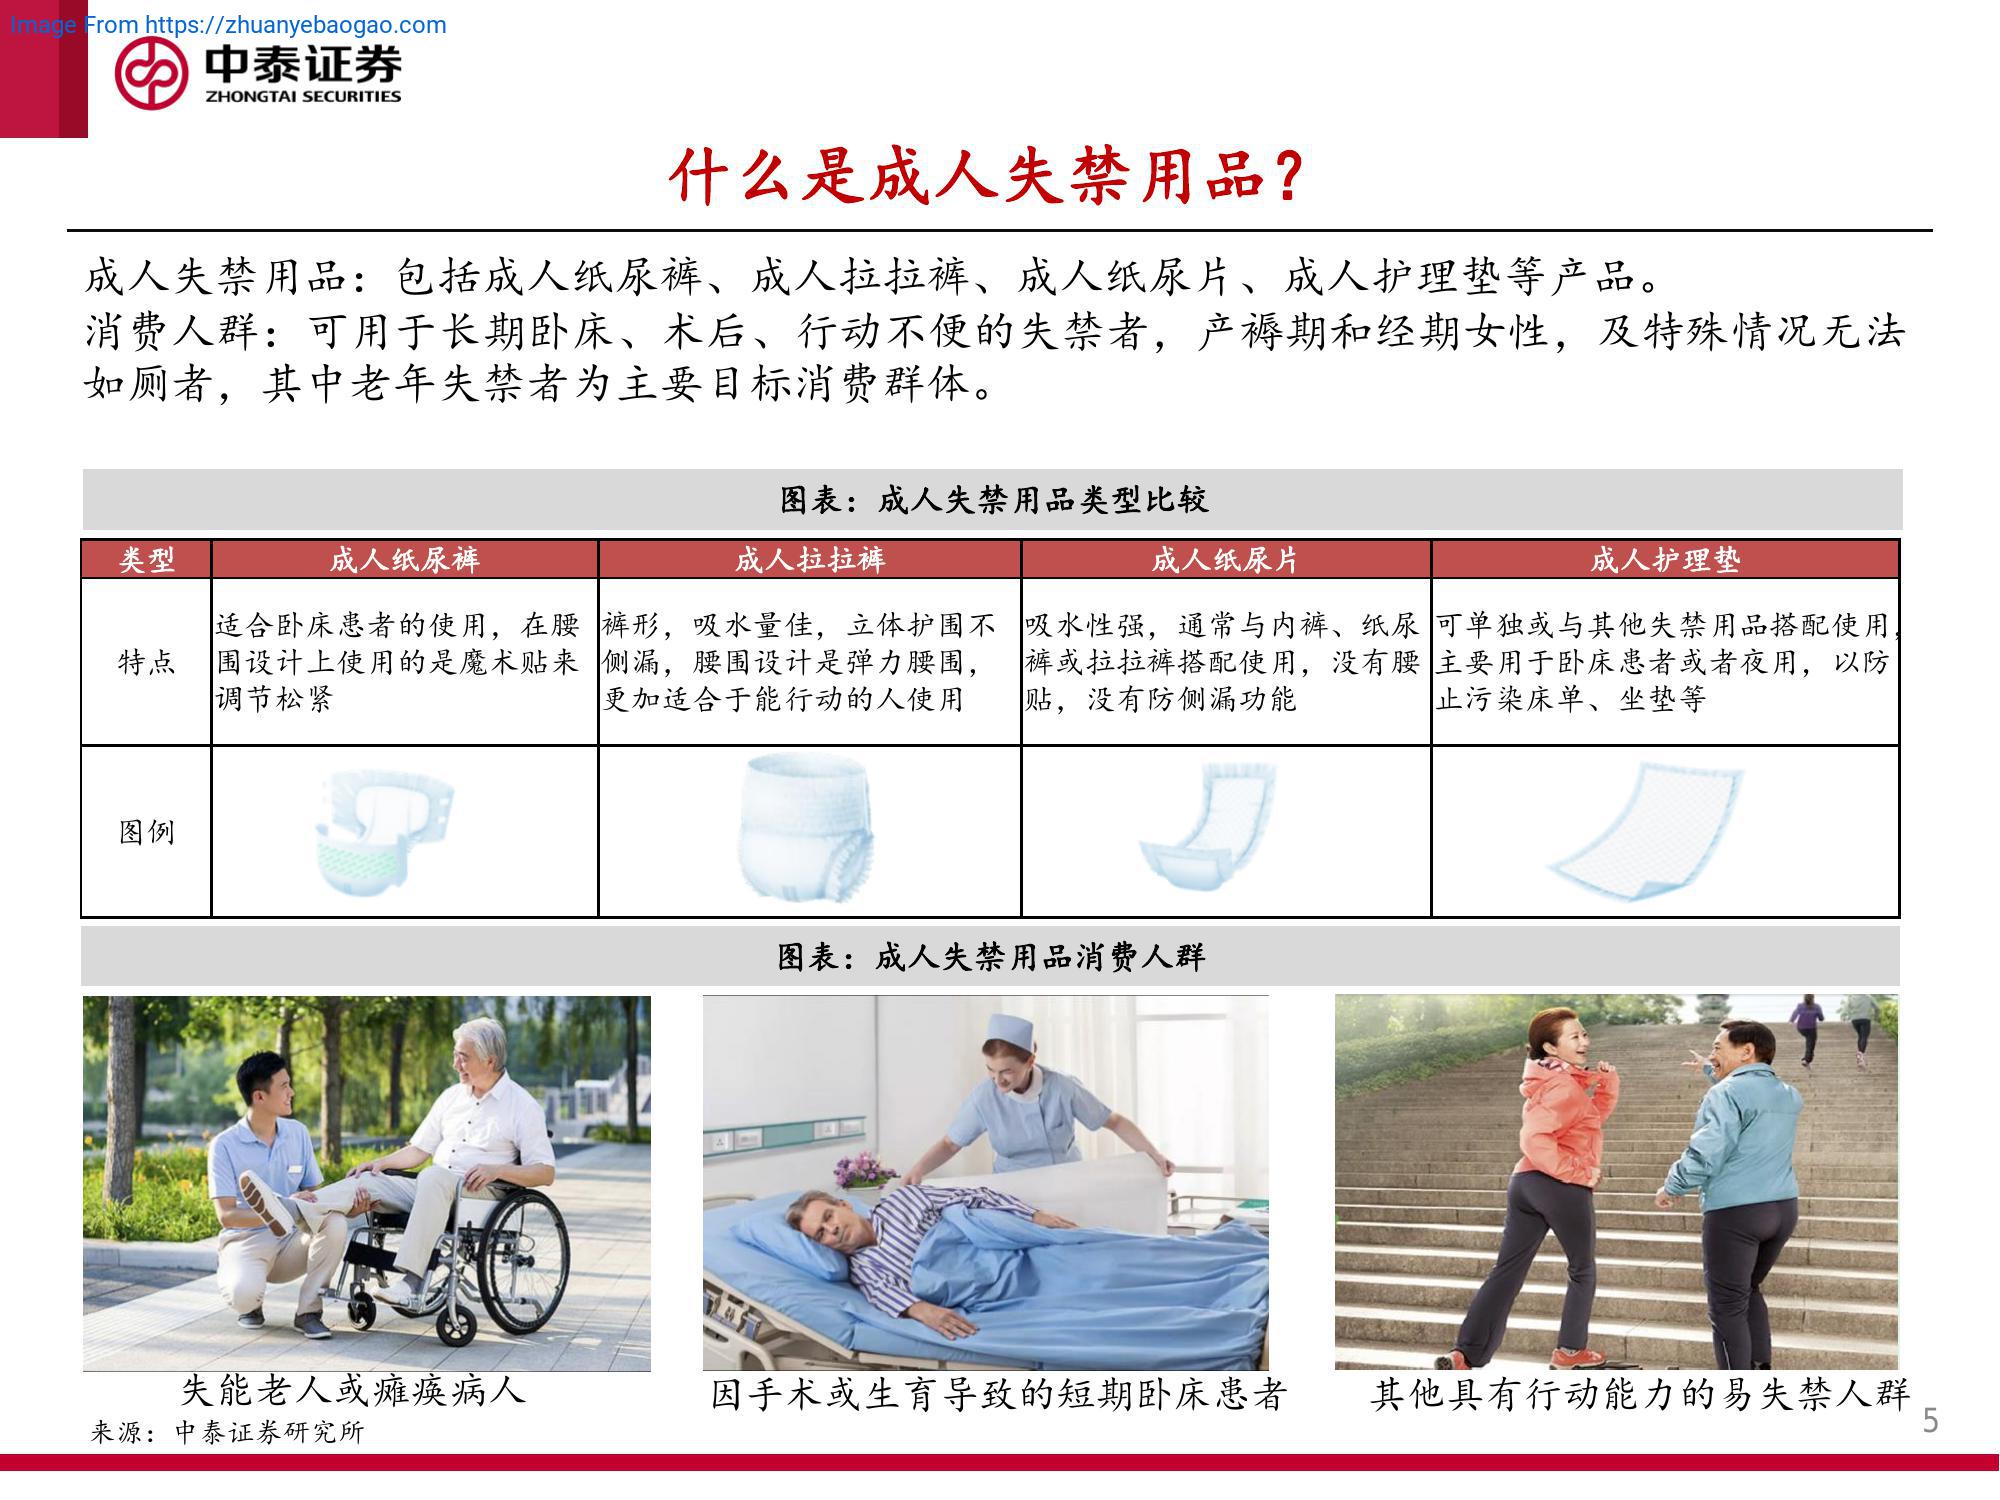 Image From https://zhuanyebaogao.com
中泰证券
ZHONGTAI SECURITIES
什么是成人失禁用品？
成人失禁用品：包括成人纸尿裤、成人拉拉裤、成人纸尿片、成人护理垫等产品。
消费人群：可用于长期卧床、术后、行动不便的失禁者，产褥期和经期女性，及特殊情况无法
如厕者，其中老年失禁者为主要目标消费群体。
图表：成人失禁用品类型比较
类型 成人纸尿裤 成人拉拉裤 成人纸尿片 成人护理垫
特点
适合卧床患者的使用，在腰
围设计上使用的是魔术贴来
调节松紧
裤形，吸水量佳，立体护围不
侧漏，腰围设计是弹力腰围，
更加适合于能行动的人使用
吸水性强，通常与内裤、纸尿
裤或拉拉裤搭配使用，没有腰
贴，没有防侧漏功能
可单独或与其他失禁用品搭配使用，
主要用于卧床患者或者夜用，以防
止污染床单、坐垫等
图例
图表：成人失禁用品消费人群
失能老人或瘫痪病人
因手术或生育导致的短期卧床患者
其他具有行动能力的易失禁人群
来源：中泰证券研究所
5